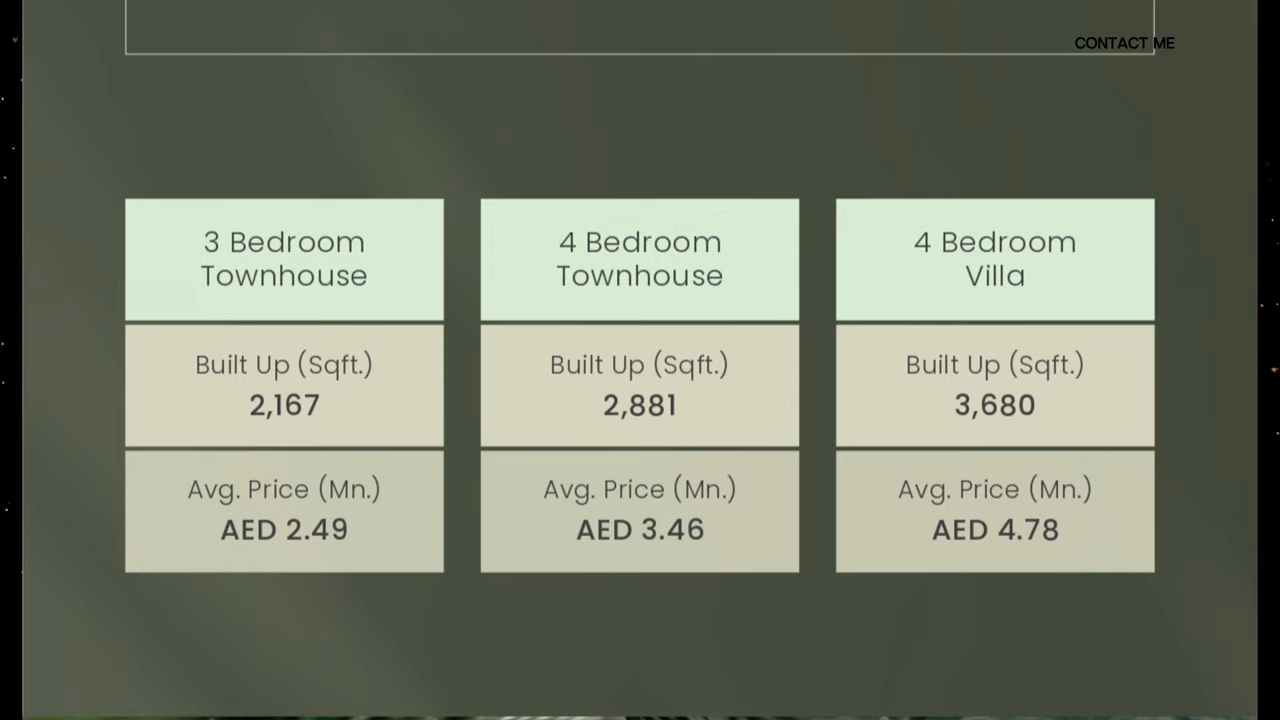 CONTACT ME
3 Bedroom
Townhouse
Built Up (Sqft.)
2,167
Avg. Price (Mn.)
AED 2.49
4 Bedroom
Townhouse
Built Up (Sqft.)
2,881
Avg. Price (Mn.)
AED 3.46
4 Bedroom
Villa
Built Up (Sqft.)
3,680
Avg. Price (Mn.)
AED 4.78